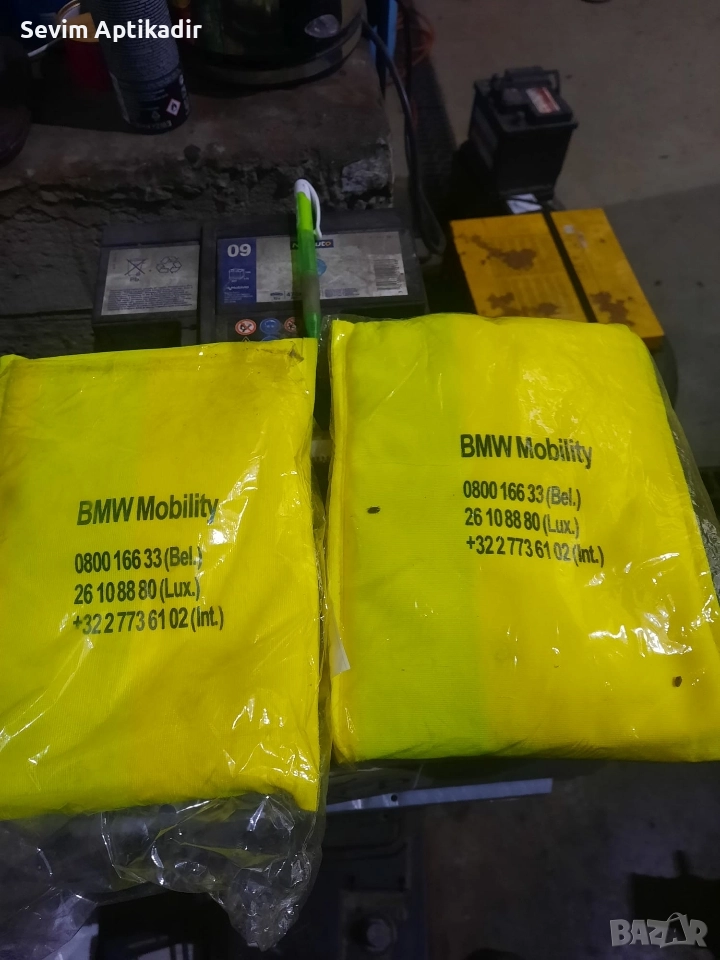 Sevim Aptikadir
09
BMW Mobility
0800 166 33 (Bel.)
26 10 88 80 (Lux.)
+32 2 773 61 02 (Int.)
BMW Mobility
0800 166 33 (Bel.)
26 10 88 80 (Lux.)
+32 2 773 61 02 (Int.)
BAZAR